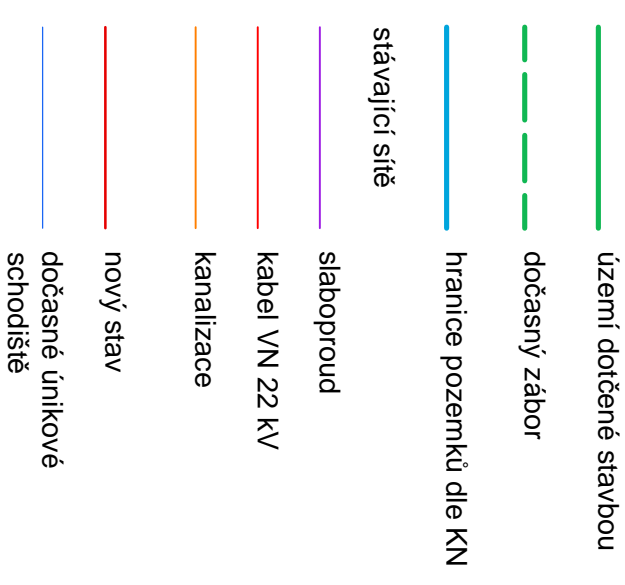 území dotčené stavbou
dočasný zábor
hranice pozemků dle KN
stávající sítě
slaboproud
kabel VN 22 kV
kanalizace
nový stav
dočasné únikové
schodiště